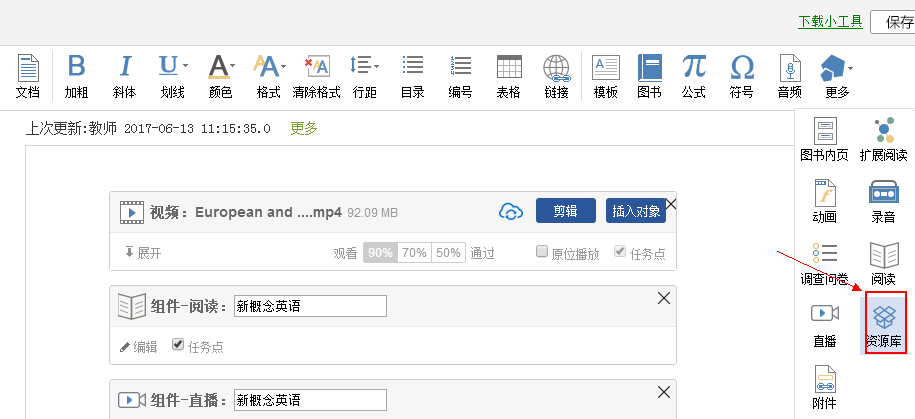 下载小工具 保存
文档 加粗 斜体 划线 颜色 格式 清除格式 行距 目录 编号 表格 链接 模板 图书 公式 符号 音频 更多
上次更新:教师 2017-06-13 11:15:35.0 更多
图书内页 扩展阅读
动画 录音
调查问卷 阅读
直播 资源库
附件
视频：European and ....mp4 92.09 MB 剪辑 插入对象
展开 观看 90% 70% 50% 通过 原位播放 任务点
组件-阅读：新概念英语
编辑 任务点
组件-直播：新概念英语